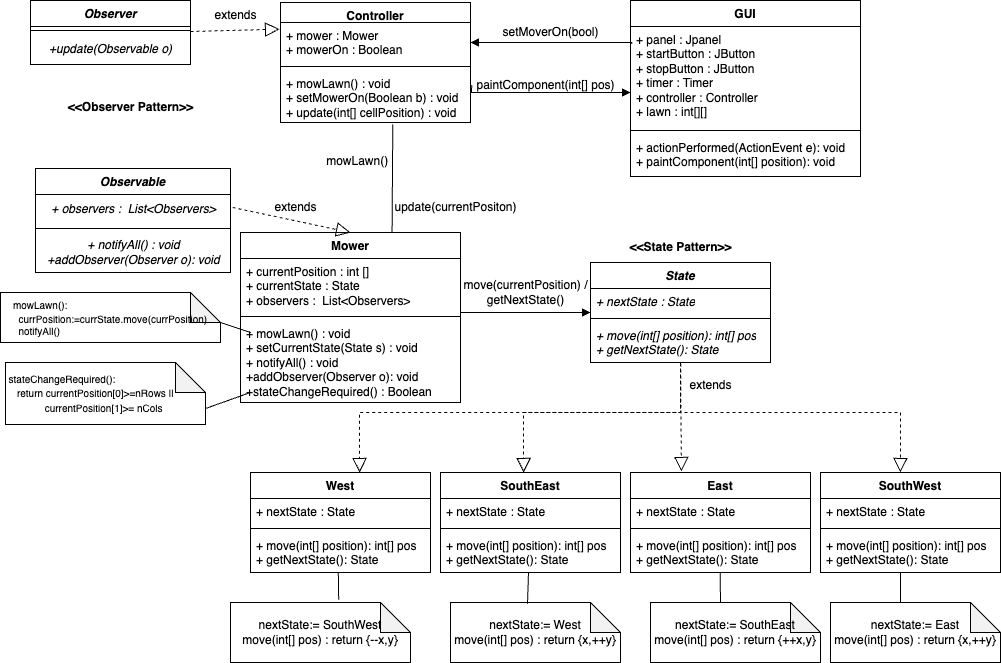 Observer
+update(Observable o)
extends
Controller
+ mower : Mower
+ mowerOn : Boolean
+ mowLawn() : void
+ setMowerOn(Boolean b) : void
+ update(int[] cellPosition) : void
setMoverOn(bool)
paintComponent(int[] pos)
GUI
+ panel : Jpanel
+ startButton : JButton
+ stopButton : JButton
+ timer : Timer
+ controller : Controller
+ lawn : int[][]
+ actionPerformed(ActionEvent e): void
+ paintComponent(int[] position): void
<<Observer Pattern>>
mowLawn()
update(currentPositon)
Observable
+ observers : List<Observers>
+ notifyAll() : void
+addObserver(Observer o): void
extends
Mower
+ currentPosition : int []
+ currentState : State
+ observers : List<Observers>
+ mowLawn() : void
+ setCurrentState(State s) : void
+ notifyAll() : void
+addObserver(Observer o): void
+stateChangeRequired() : Boolean
mowLawn():
currPosition:=currState.move(currPosition)
notifyAll()
stateChangeRequired():
return currentPosition[0]>=nRows ||
currentPosition[1]>= nCols
<<State Pattern>>
move(currentPosition) /
getNextState()
State
+ nextState : State
+ move(int[] position): int[] pos
+ getNextState(): State
extends
West
+ nextState : State
+ move(int[] position): int[] pos
+ getNextState(): State
SouthEast
+ nextState : State
+ move(int[] position): int[] pos
+ getNextState(): State
East
+ nextState : State
+ move(int[] position): int[] pos
+ getNextState(): State
SouthWest
+ nextState : State
+ move(int[] position): int[] pos
+ getNextState(): State
nextState:= SouthWest
move(int[] pos) : return {--x,y}
nextState:= West
move(int[] pos) : return {x,++y}
nextState:= SouthEast
move(int[] pos) : return {++x,y}
nextState:= East
move(int[] pos) : return {x,++y}